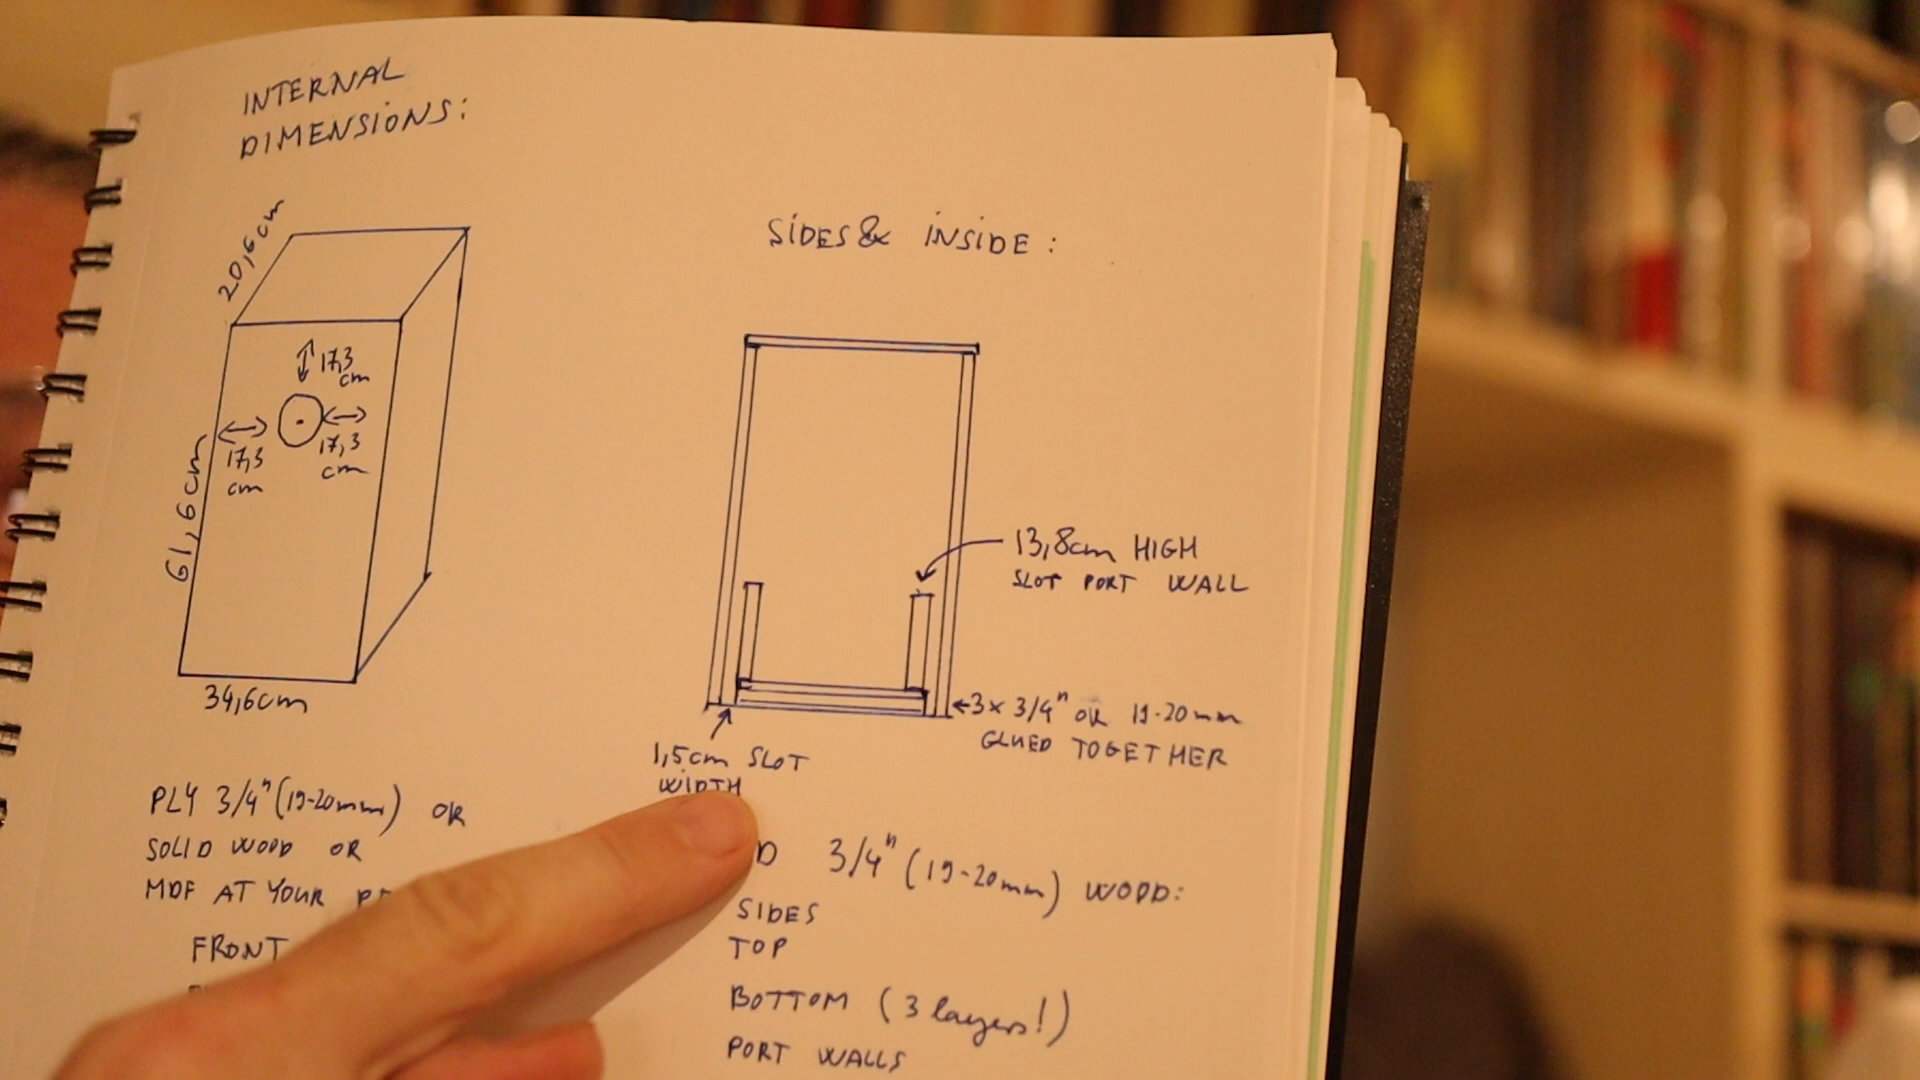 INTERNAL
DIMENSIONS:
20,6cm
17,3
cm
17,3
cm
17,3
cm
61,6cm
34,6cm
PLY 3/4" (19-20mm) OR
SOLID WOOD OR
MDF AT YOUR
FRONT
SIDES & INSIDE:
13,8cm HIGH
SLOT PORT WALL
←3x 3/4" OR 19-20mm
GLUED TOGETHER
1,5cm SLOT
WIDTH
3/4" (19-20mm) WOOD:
SIDES
TOP
BOTTOM (3 layers!)
PORT WALLS